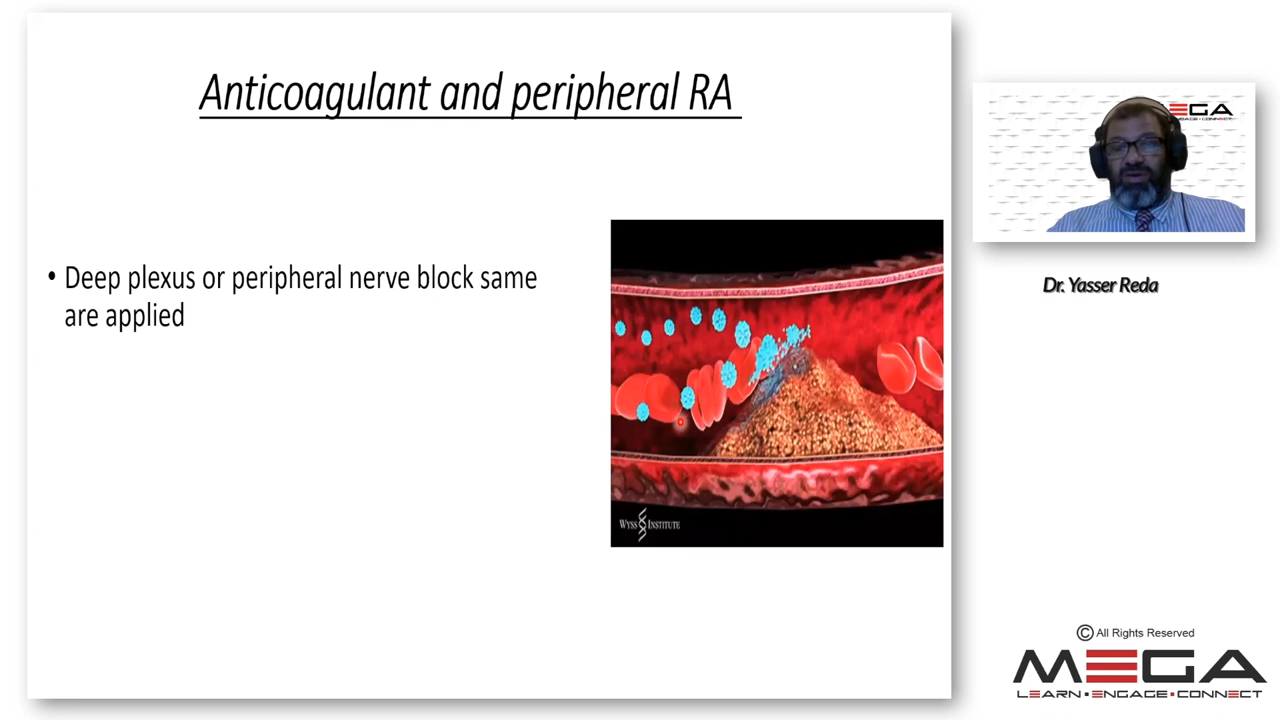 Anticoagulant and peripheral RA
• Deep plexus or peripheral nerve block same
are applied
WYSS INSTITUTE
EGA
Dr. Yasser Reda
© All Rights Reserved
MEGA
LEARN▪ENGAGE▪CONNECT